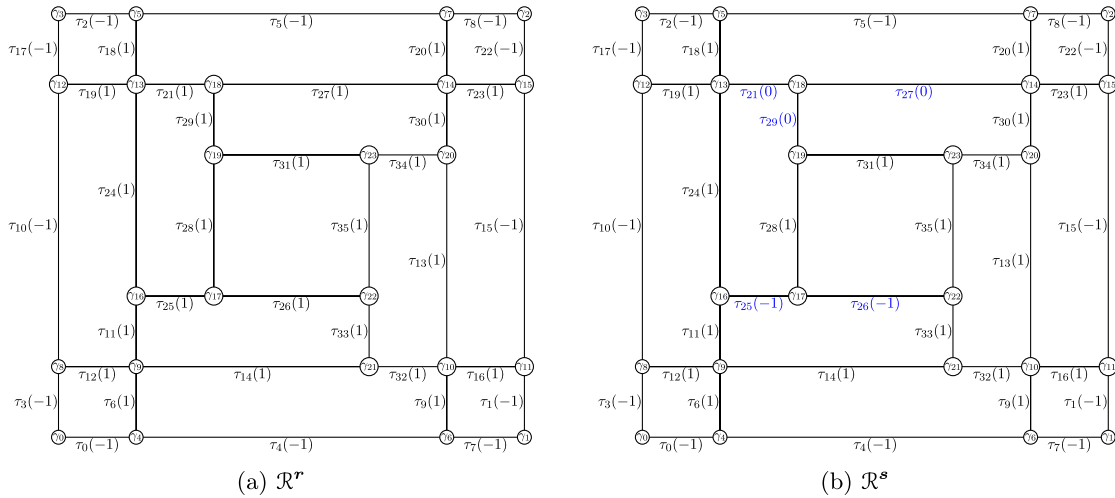 γ3 τ2(−1) γ5 τ5(−1) γ7 τ8(−1) γ2
τ17(−1) τ18(1) τ20(1) τ22(−1)
γ12 τ19(1) γ13 τ21(1) γ18 τ27(1) γ14 τ23(1) γ15
τ29(1) τ30(1)
γ19 τ31(1) γ23 τ34(1) γ20
τ24(1)
τ10(−1) τ28(1) τ35(1) τ15(−1)
τ13(1)
γ16 τ25(1) γ17 τ26(1) γ22
τ11(1) τ33(1)
γ8 τ12(1) γ9 τ14(1) γ21 τ32(1) γ10 τ16(1) γ11
τ3(−1) τ6(1) τ9(1) τ1(−1)
γ0 τ0(−1) γ4 τ4(−1) γ6 τ7(−1) γ1
(a) ℛ^r
γ3 τ2(−1) γ5 τ5(−1) γ7 τ8(−1) γ2
τ17(−1) τ18(1) τ20(1) τ22(−1)
γ12 τ19(1) γ13 τ21(0) γ18 τ27(0) γ14 τ23(1) γ15
τ29(0) τ30(1)
γ19 τ31(1) γ23 τ34(1) γ20
τ24(1)
τ10(−1) τ28(1) τ35(1) τ15(−1)
τ13(1)
γ16 τ25(−1) γ17 τ26(−1) γ22
τ11(1) τ33(1)
γ8 τ12(1) γ9 τ14(1) γ21 τ32(1) γ10 τ16(1) γ11
τ3(−1) τ6(1) τ9(1) τ1(−1)
γ0 τ0(−1) γ4 τ4(−1) γ6 τ7(−1) γ1
(b) ℛ^s